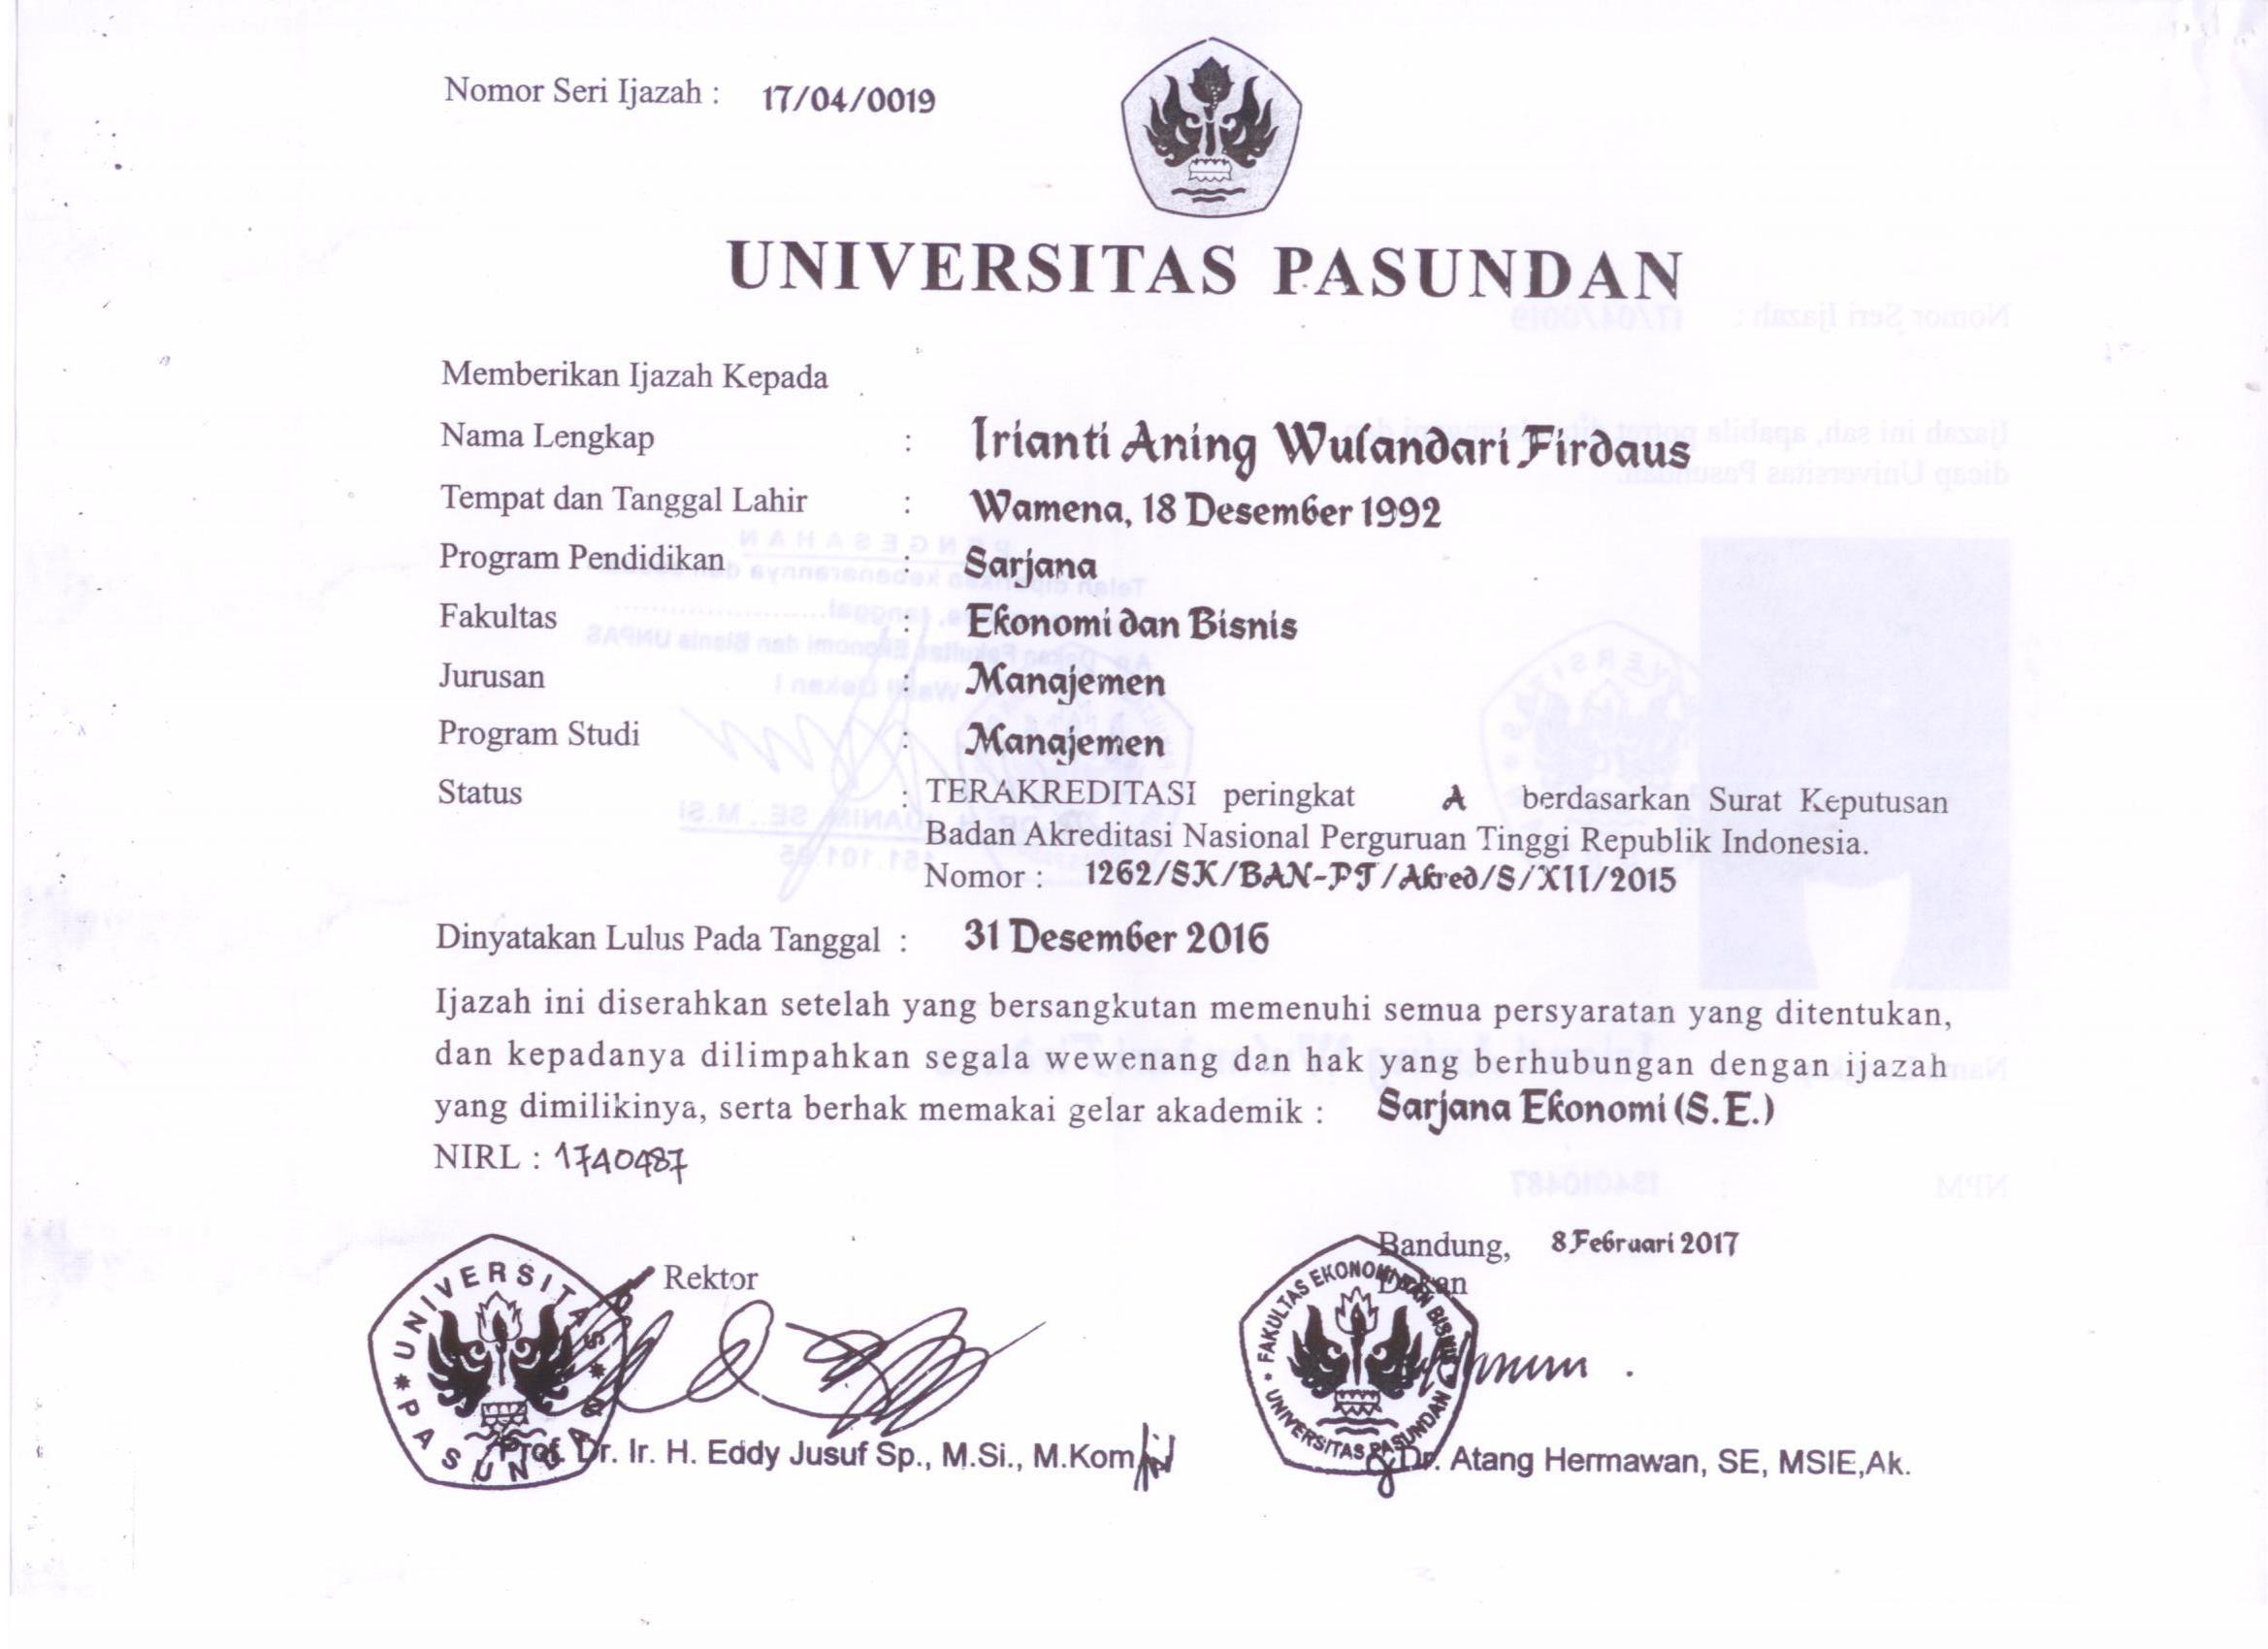 Nomor Seri Ijazah : 17/04/0019
UNIVERSITAS PASUNDAN
Memberikan Ijazah Kepada
Nama Lengkap : Irianti Aning Wulandari Firdaus
Tempat dan Tanggal Lahir : Wamena, 18 Desember 1992
Program Pendidikan : Sarjana
Fakultas : Ekonomi dan Bisnis
Jurusan : Manajemen
Program Studi : Manajemen
Status : TERAKREDITASI peringkat A berdasarkan Surat Keputusan
Badan Akreditasi Nasional Perguruan Tinggi Republik Indonesia.
Nomor : 1262/SK/BAN-PT/Akred/S/XII/2015
Dinyatakan Lulus Pada Tanggal : 31 Desember 2016
Ijazah ini diserahkan setelah yang bersangkutan memenuhi semua persyaratan yang ditentukan,
dan kepadanya dilimpahkan segala wewenang dan hak yang berhubungan dengan ijazah
yang dimilikinya, serta berhak memakai gelar akademik : Sarjana Ekonomi (S.E.)
NIRL : 1740487
Bandung, 8 Februari 2017
Rektor
Dekan
UNIVERSITAS PASUNDAN
FAKULTAS EKONOMI DAN BISNIS
UNIVERSITAS PASUNDAN
Prof. Dr. Ir. H. Eddy Jusuf Sp., M.Si., M.Kom
Dr. Atang Hermawan, SE, MSIE,Ak.